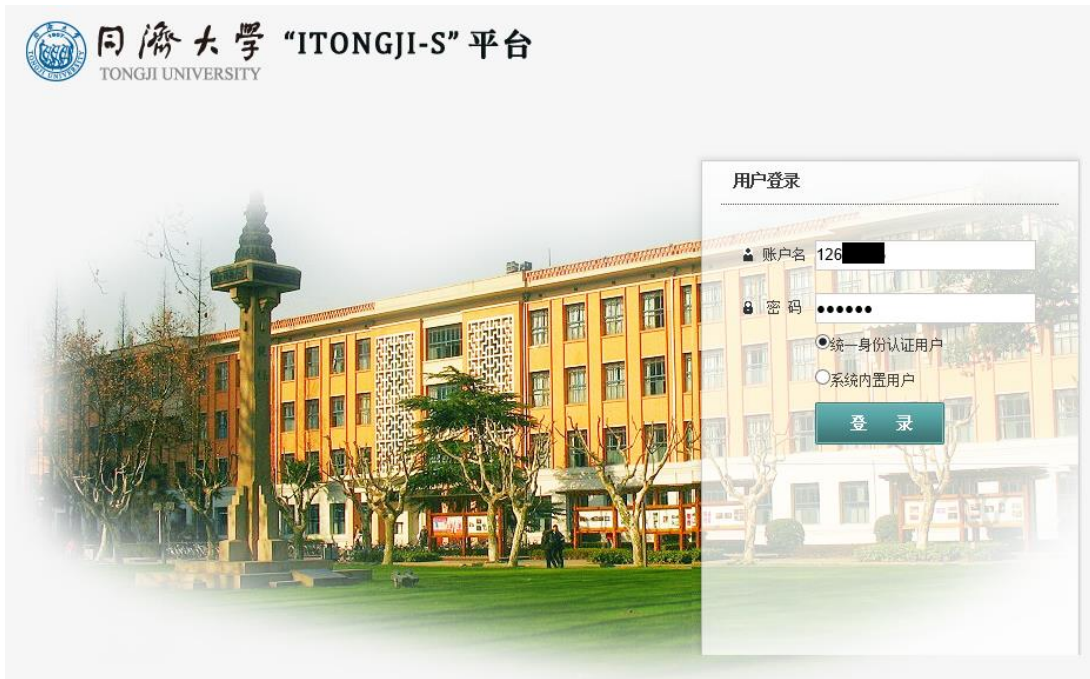 同濟大學 “ITONGJI-S”平台
TONGJI UNIVERSITY
用户登录
账户名 126
密 码 ●●●●●●
统一身份认证用户
系统内置用户
登 录